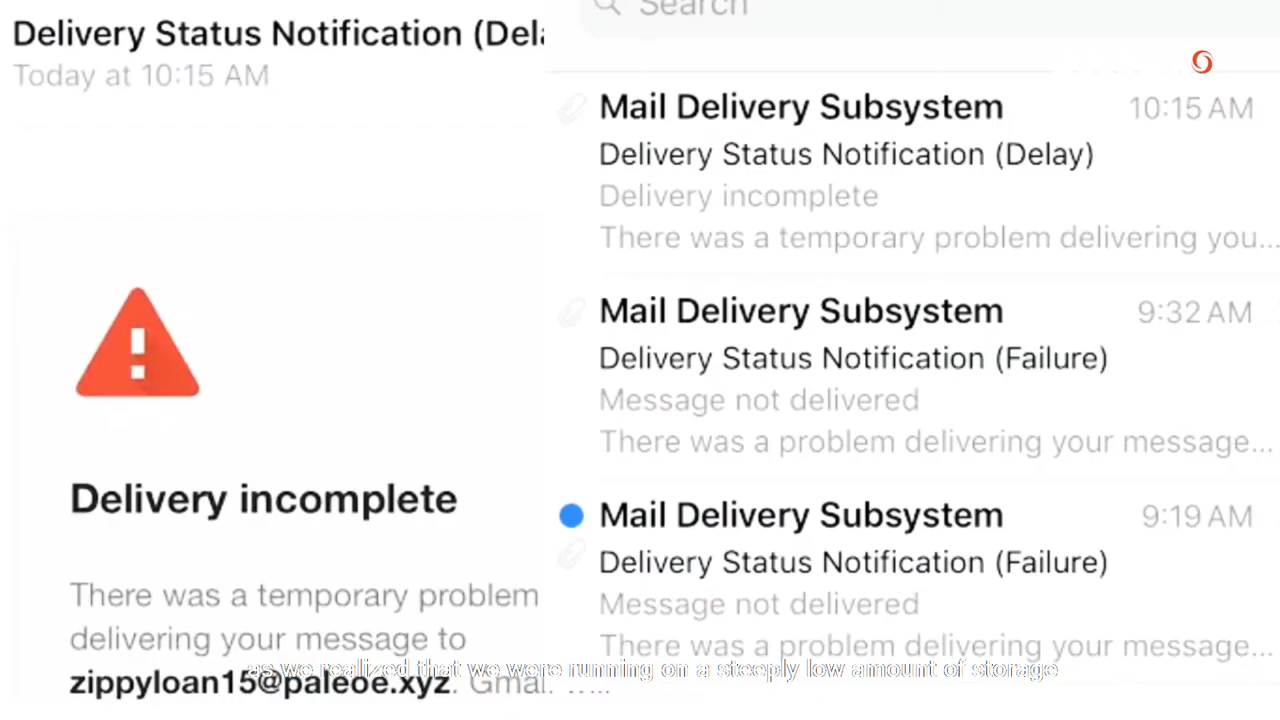 Delivery Status Notification (Dela
Today at 10:15 AM
Delivery incomplete
There was a temporary problem
delivering your message to
zippyloan15@paleoe.xyz. Gmai
Search
Mail Delivery Subsystem 10:15 AM
Delivery Status Notification (Delay)
Delivery incomplete
There was a temporary problem delivering you...
Mail Delivery Subsystem 9:32 AM
Delivery Status Notification (Failure)
Message not delivered
There was a problem delivering your message...
Mail Delivery Subsystem 9:19 AM
Delivery Status Notification (Failure)
Message not delivered
There was a problem delivering your message...
as we realized that we were running on a steeply low amount of storage